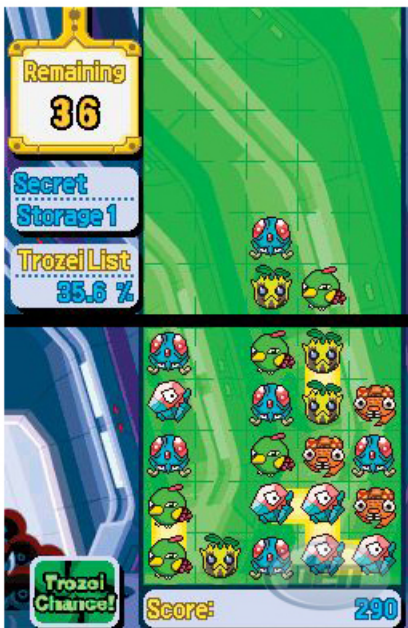 Remaining
36
Secret
Storage 1
Trozei List
35.6 %
Trozei
Chance!
Score:
290